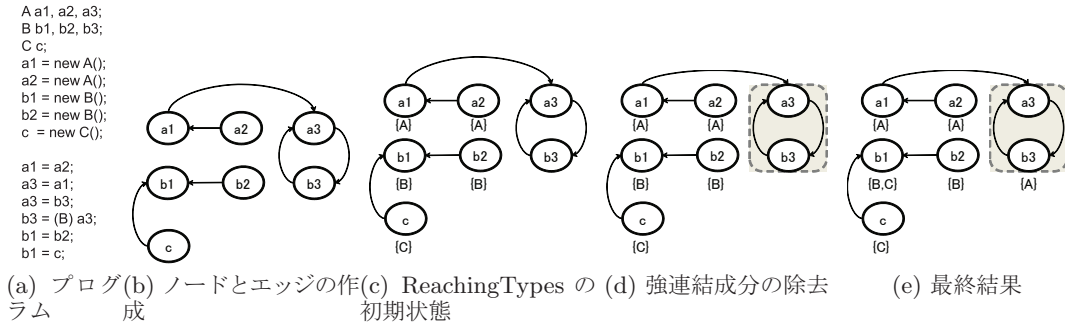 A a1, a2, a3;
B b1, b2, b3;
C c;
a1 = new A();
a2 = new A();
b1 = new B();
b2 = new B();
c = new C();
a1 = a2;
a3 = a1;
a3 = b3;
b3 = (B) a3;
b1 = b2;
b1 = c;
(a) プログラム
a1 a2 a3
b1 b2 b3
c
(b) ノードとエッジの作成
a1 a2 a3
{A} {A}
b1 b2 b3
{B} {B}
c
{C}
(c) ReachingTypes の
初期状態
a1 a2 a3
{A} {A}
b1 b2 b3
{B} {B}
c
{C}
(d) 強連結成分の除去
a1 a2 a3
{A} {A}
b1 b2 b3
{B,C} {B} {A}
c
{C}
(e) 最終結果